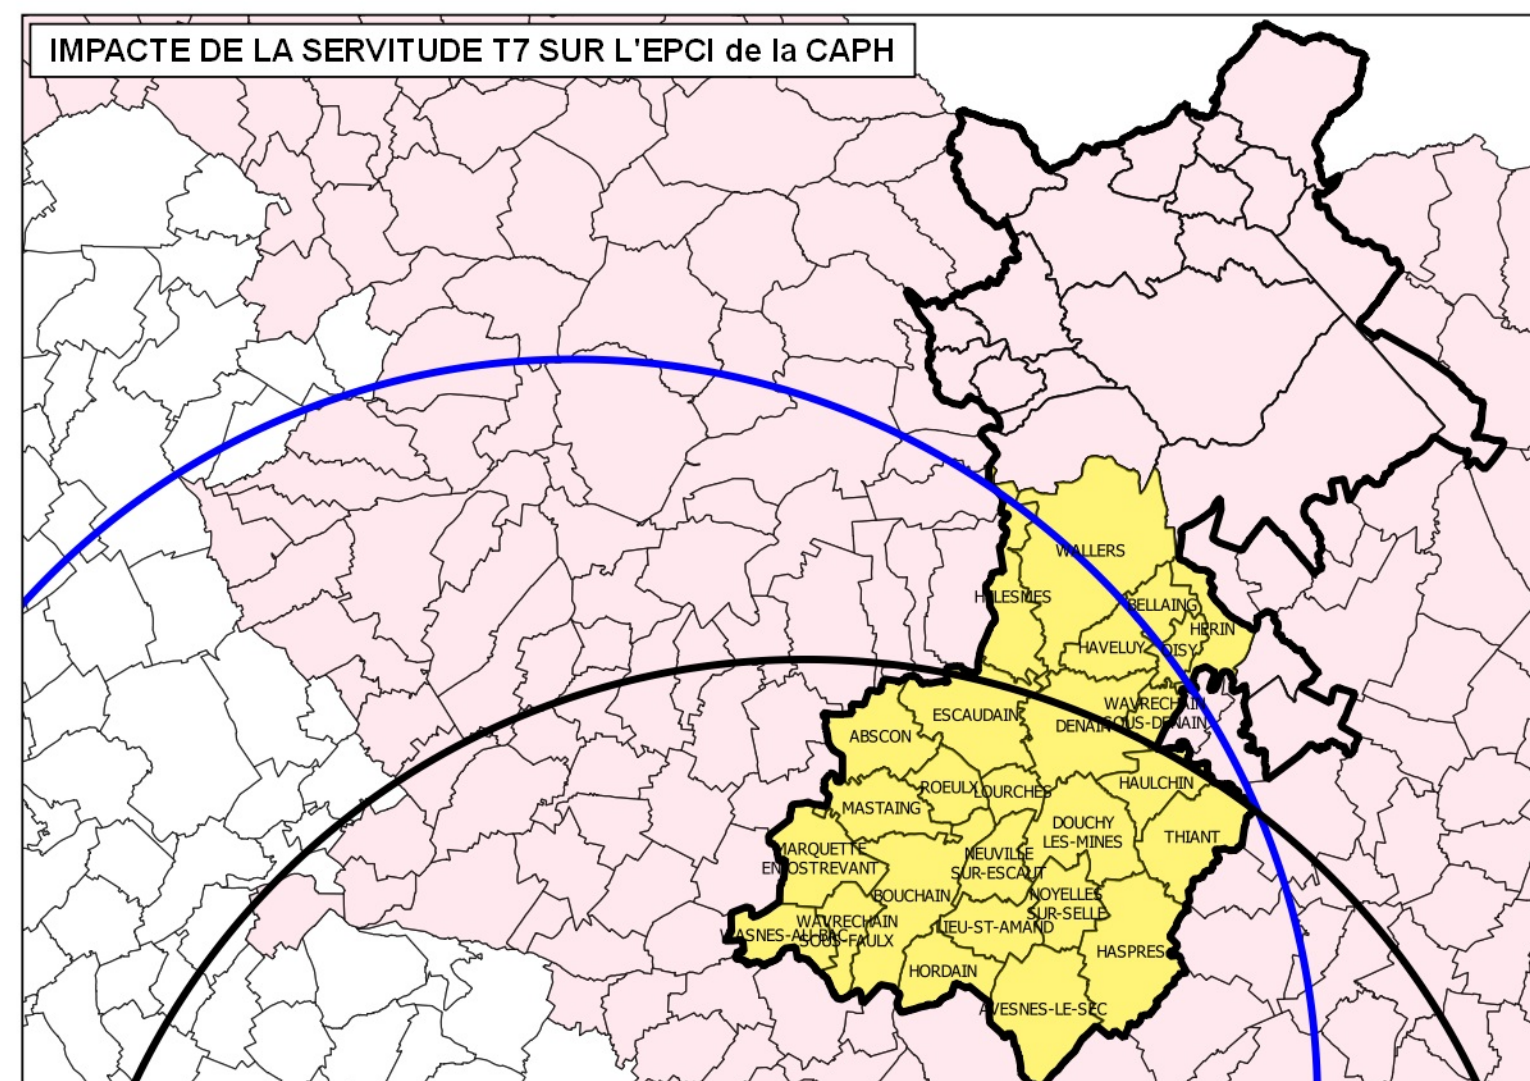 IMPACTE DE LA SERVITUDE T7 SUR L'EPCI de la CAPH
WALLERS
HELESMES
BELLAING
HERIN
HAVELUY
OISY
WAVRECHAIN
SOUS-DENAIN
ESCAUDAIN
DENAIN
ABSCON
HAULCHIN
ROEULX
LOURCHES
MASTAING
DOUCHY
LES-MINES
THIANT
MARQUETTE
EN-OSTREVANT
NEUVILLE
SUR-ESCAUT
BOUCHAIN
NOYELLES
SUR-SELLE
WAVRECHAIN
SOUS-FAULX
WASNES-AU-BAC
LIEU-ST-AMAND
HASPRES
HORDAIN
AVESNES-LE-SEC